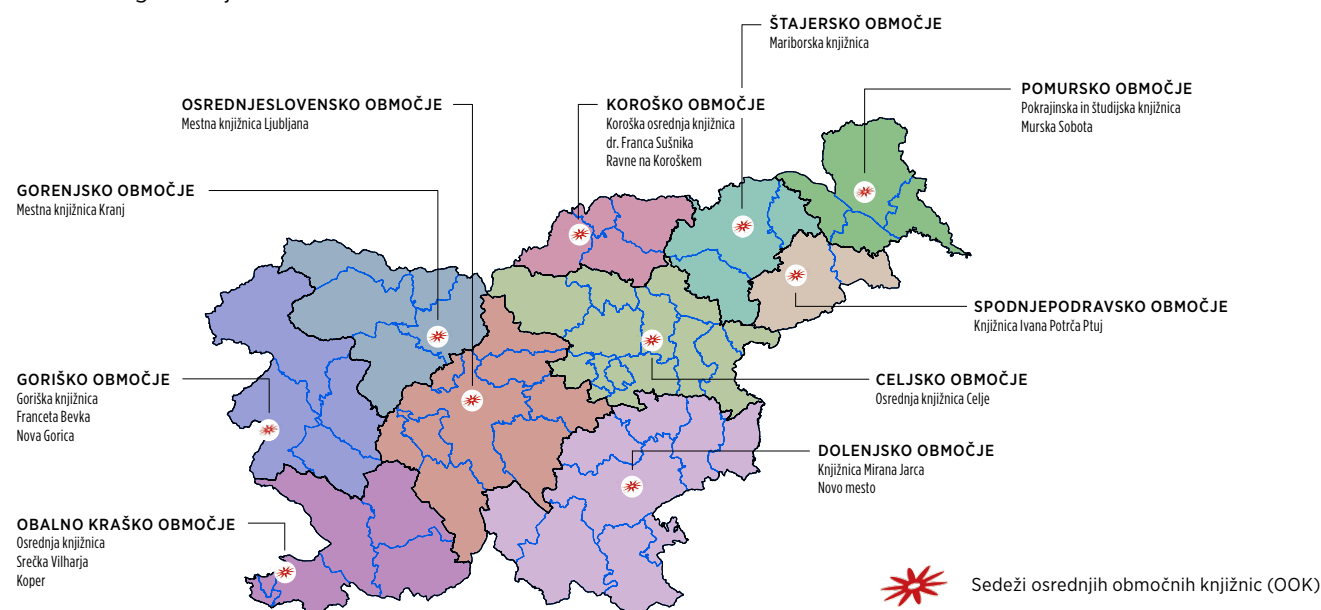 ŠTAJERSKO OBMOČJE
Mariborska knjižnica
POMURSKO OBMOČJE
Pokrajinska in študijska knjižnica
Murska Sobota
OSREDNJESLOVENSKO OBMOČJE
Mestna knjižnica Ljubljana
KOROŠKO OBMOČJE
Koroška osrednja knjižnica
dr. Franca Sušnika
Ravne na Koroškem
GORENJSKO OBMOČJE
Mestna knjižnica Kranj
SPODNJEPODRAVSKO OBMOČJE
Knjižnica Ivana Potrča Ptuj
GORIŠKO OBMOČJE
Goriška knjižnica
Franceta Bevka
Nova Gorica
CELJSKO OBMOČJE
Osrednja knjižnica Celje
DOLENJSKO OBMOČJE
Knjižnica Mirana Jarca
Novo mesto
OBALNO KRAŠKO OBMOČJE
Osrednja knjižnica
Srečka Vilharja
Koper
Sedeži osrednjih območnih knjižnic (OOK)